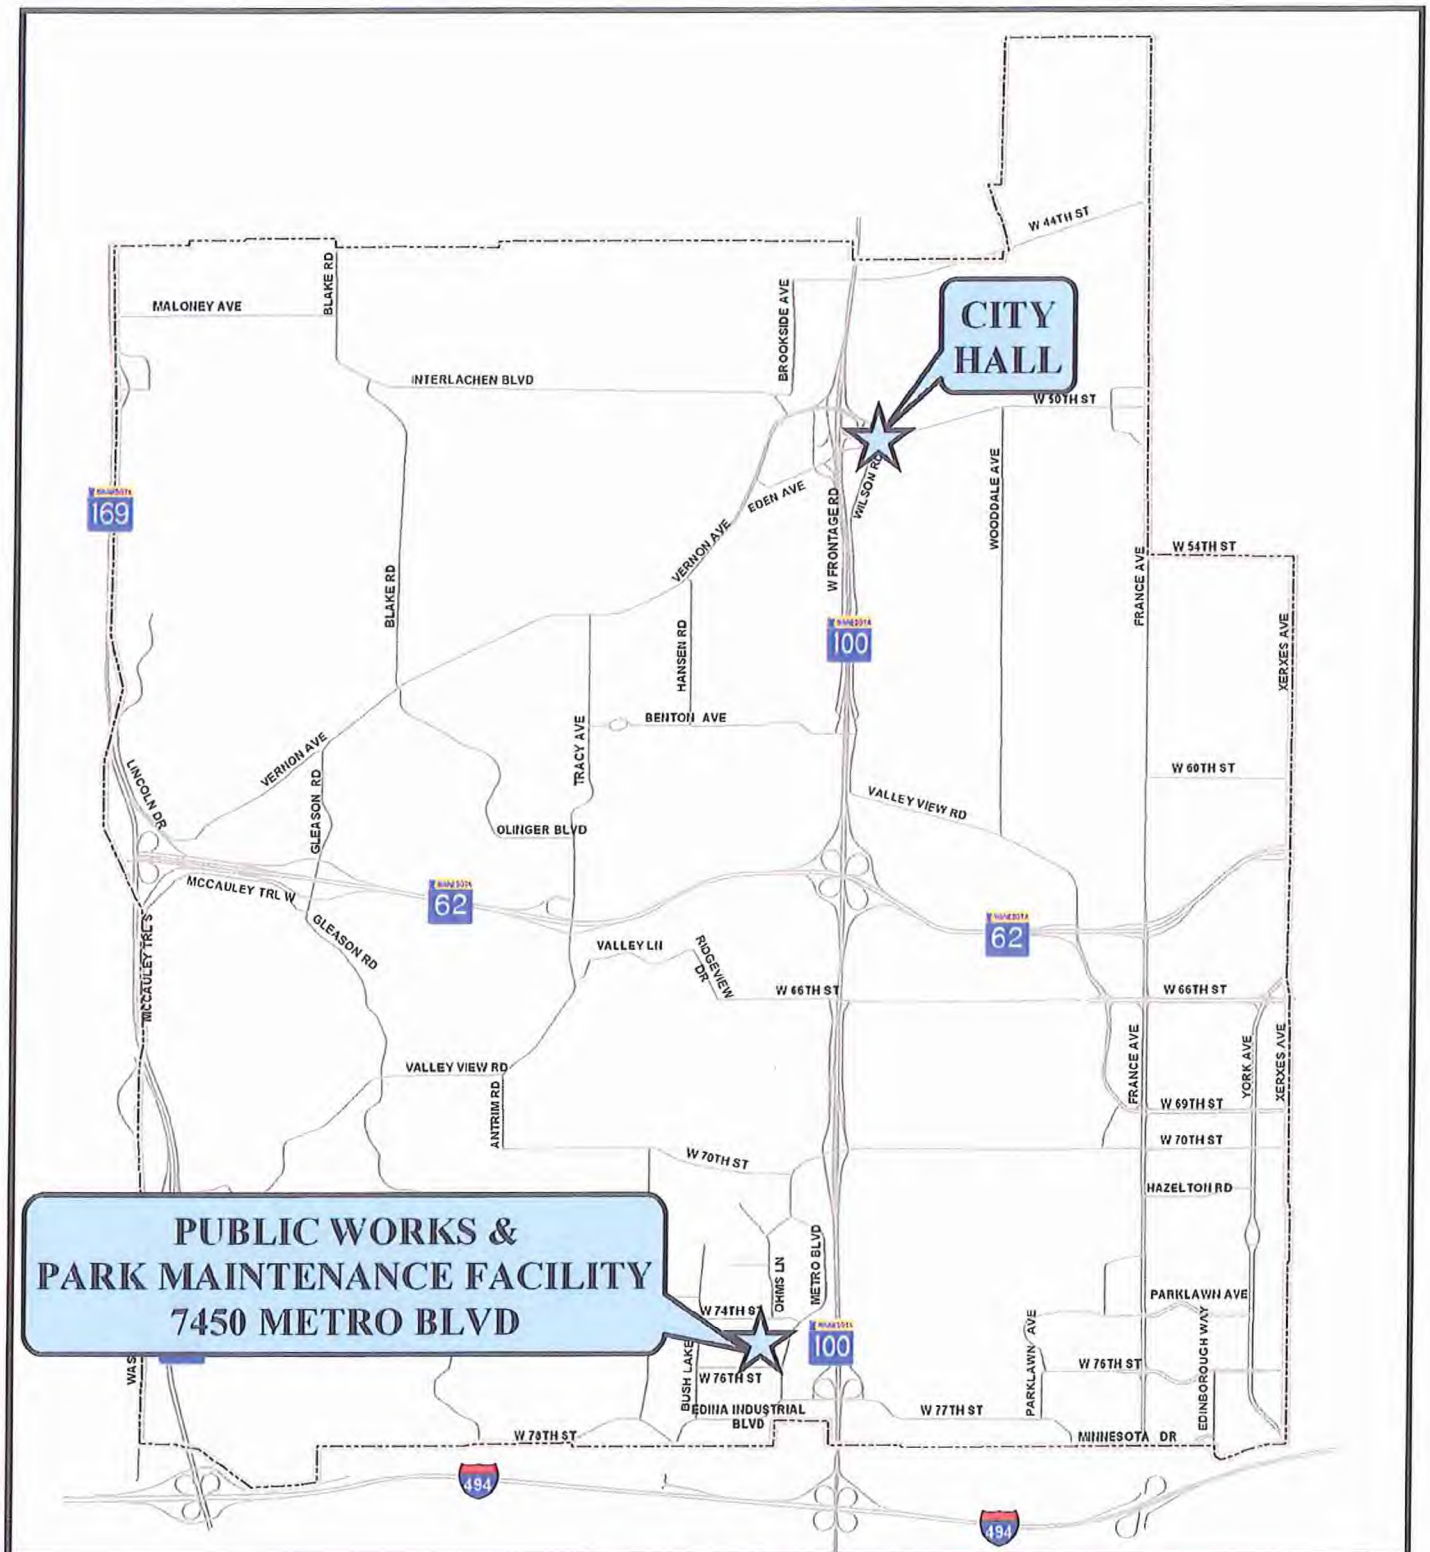 W 44TH ST
BLAKE RD
MALONEY AVE
BROOKSIDE AVE
CITY
HALL
INTERLACHEN BLVD
W 50TH ST
MINNESOTA
169
EDEN AVE
WILSON RD
W FRONTAGE RD
WOODDALE AVE
VERNON AVE
W 54TH ST
FRANCE AVE
BLAKE RD
HANSEN RD
MINNESOTA
100
XERXES AVE
BENTON AVE
TRACY AVE
VERNON AVE
LINCOLN DR
GLEASON RD
W 60TH ST
VALLEY VIEW RD
OLINGER BLVD
MCCAULEY TRL W
MINNESOTA
62
MCCAULEY TRL S
GLEASON RD
MINNESOTA
62
VALLEY LN
RIDGEVIEW
DR
W 66TH ST
W 66TH ST
FRANCE AVE
YORK AVE
XERXES AVE
VALLEY VIEW RD
ANTRIM RD
W 69TH ST
W 70TH ST
W 70TH ST
HAZELTON RD
PUBLIC WORKS &
PARK MAINTENANCE FACILITY
7450 METRO BLVD
OHMS LN
METRO BLVD
W 74TH ST
PARKLAWN AVE
MINNESOTA
100
PARKLAWN AVE
EDINBOROUGH WAY
WAS
BUSH LAKE
W 76TH ST
W 76TH ST
EDINA INDUSTRIAL
BLVD
W 77TH ST
W 78TH ST
MINNESOTA DR
494
494